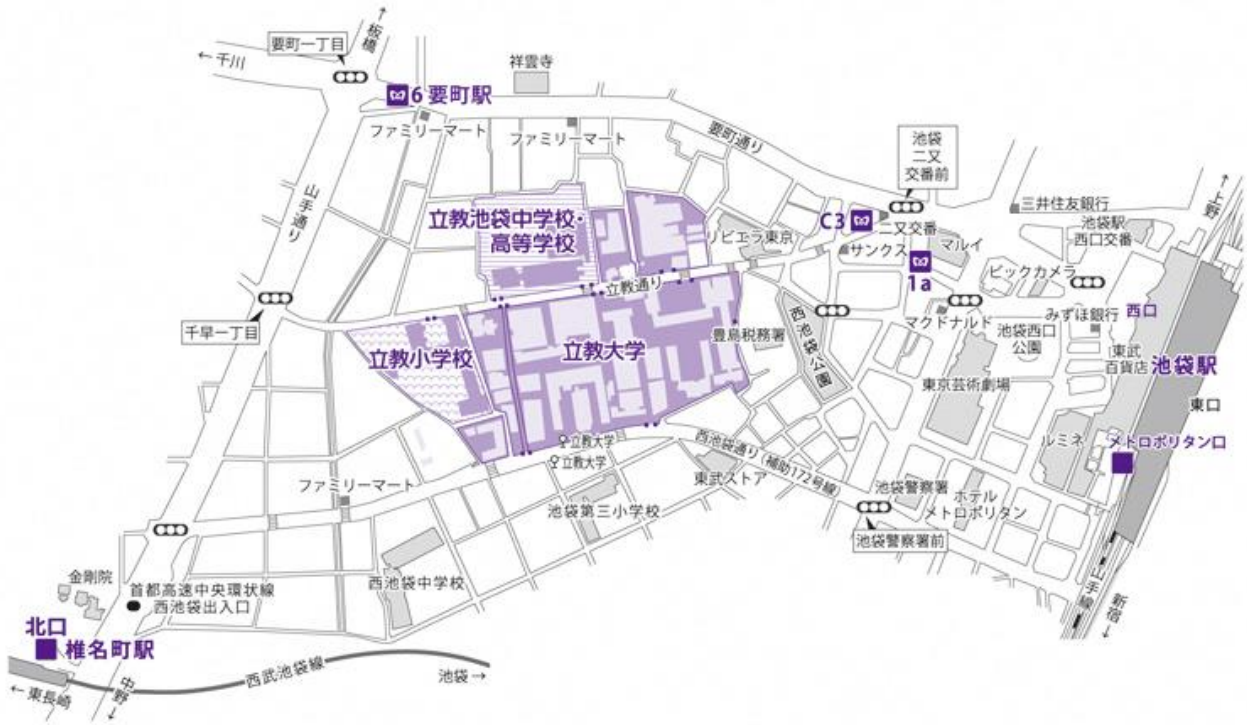 ↑
板橋
要町一丁目
← 千川
祥雲寺
6 要町駅
ファミリーマート
ファミリーマート
要町通り
池袋
二又
交番前
↑
上野
山手通り
三井住友銀行
立教池袋中学校・
高等学校
C3
二又交番
池袋駅
西口交番
リビエラ東京
サンクス
マルイ
1a
ビックカメラ
立教通り
千早一丁目
マクドナルド
みずほ銀行
西口
池袋西口
公園
豊島税務署
西池袋公園
立教小学校
立教大学
東武
百貨店
池袋駅
東京芸術劇場
東口
立教大学
立教大学
西池袋通り(補助172号線)
ルミネ
メトロポリタン口
東武ストア
ファミリーマート
池袋警察署
ホテル
メトロポリタン
池袋第三小学校
池袋警察署前
金剛院
首都高速中央環状線
西池袋出入口
西池袋中学校
山手線
新宿
↓
北口
椎名町駅
西武池袋線
池袋 →
← 東長崎
中野
↓